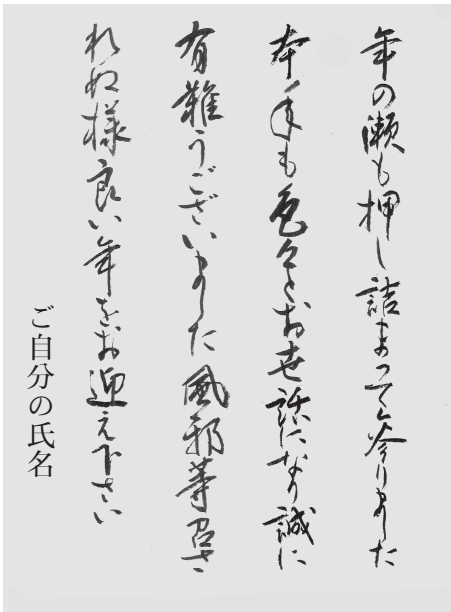 年の瀬も押し詰まって参りました
本年も色々とお世話になり誠に
有難うございました風邪等召さ
れぬ様良い年をお迎え下さい
ご自分の氏名